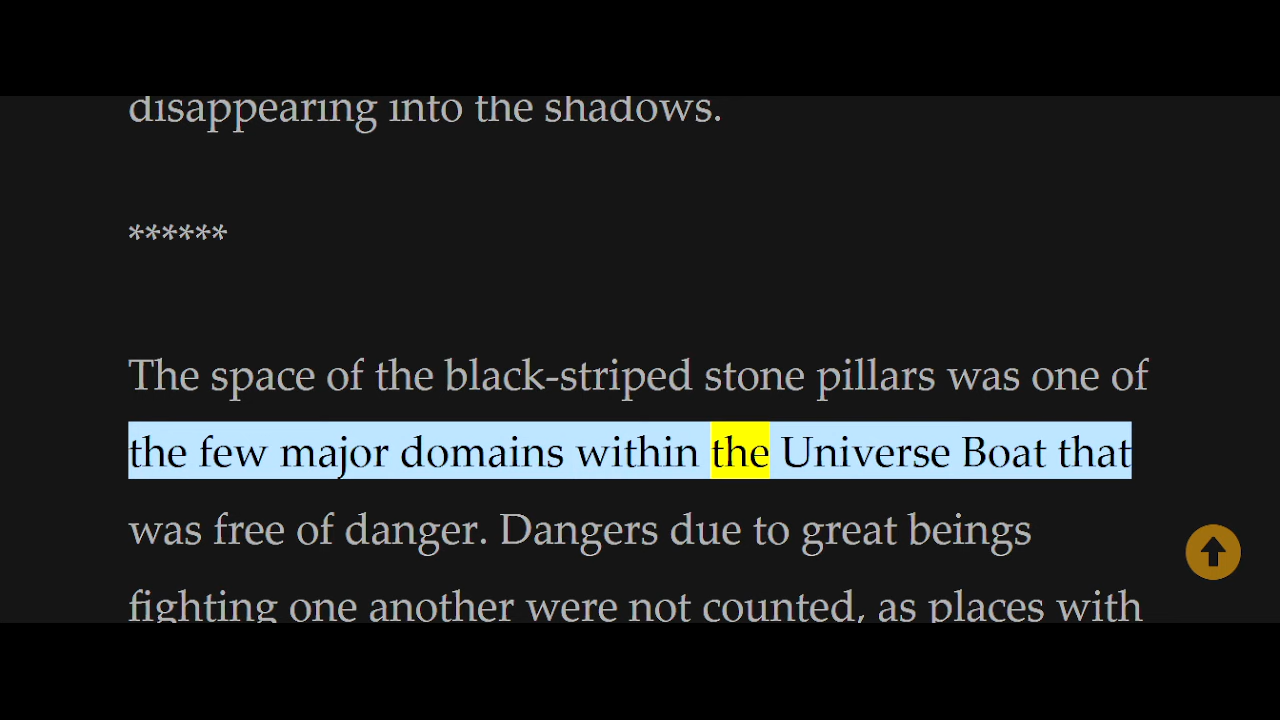 disappearing into the shadows.
******
The space of the black-striped stone pillars was one of
the few major domains within the Universe Boat that
was free of danger. Dangers due to great beings
fighting one another were not counted, as places with